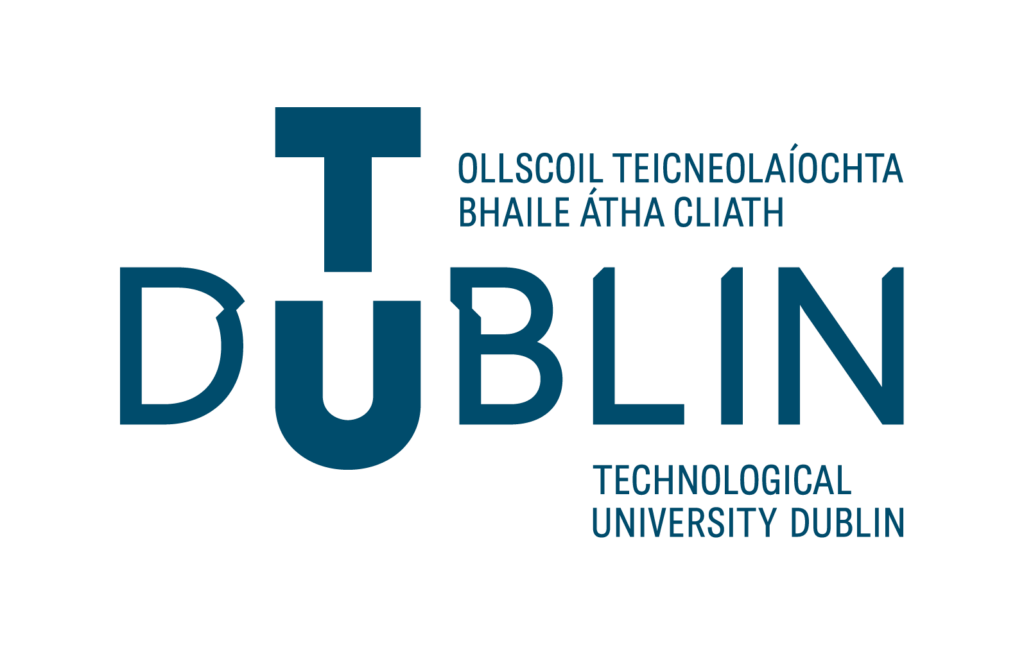 T
OLLSCOIL TEICNEOLAÍOCHTA
BHAILE ÁTHA CLIATH
DUBLIN
TECHNOLOGICAL
UNIVERSITY DUBLIN